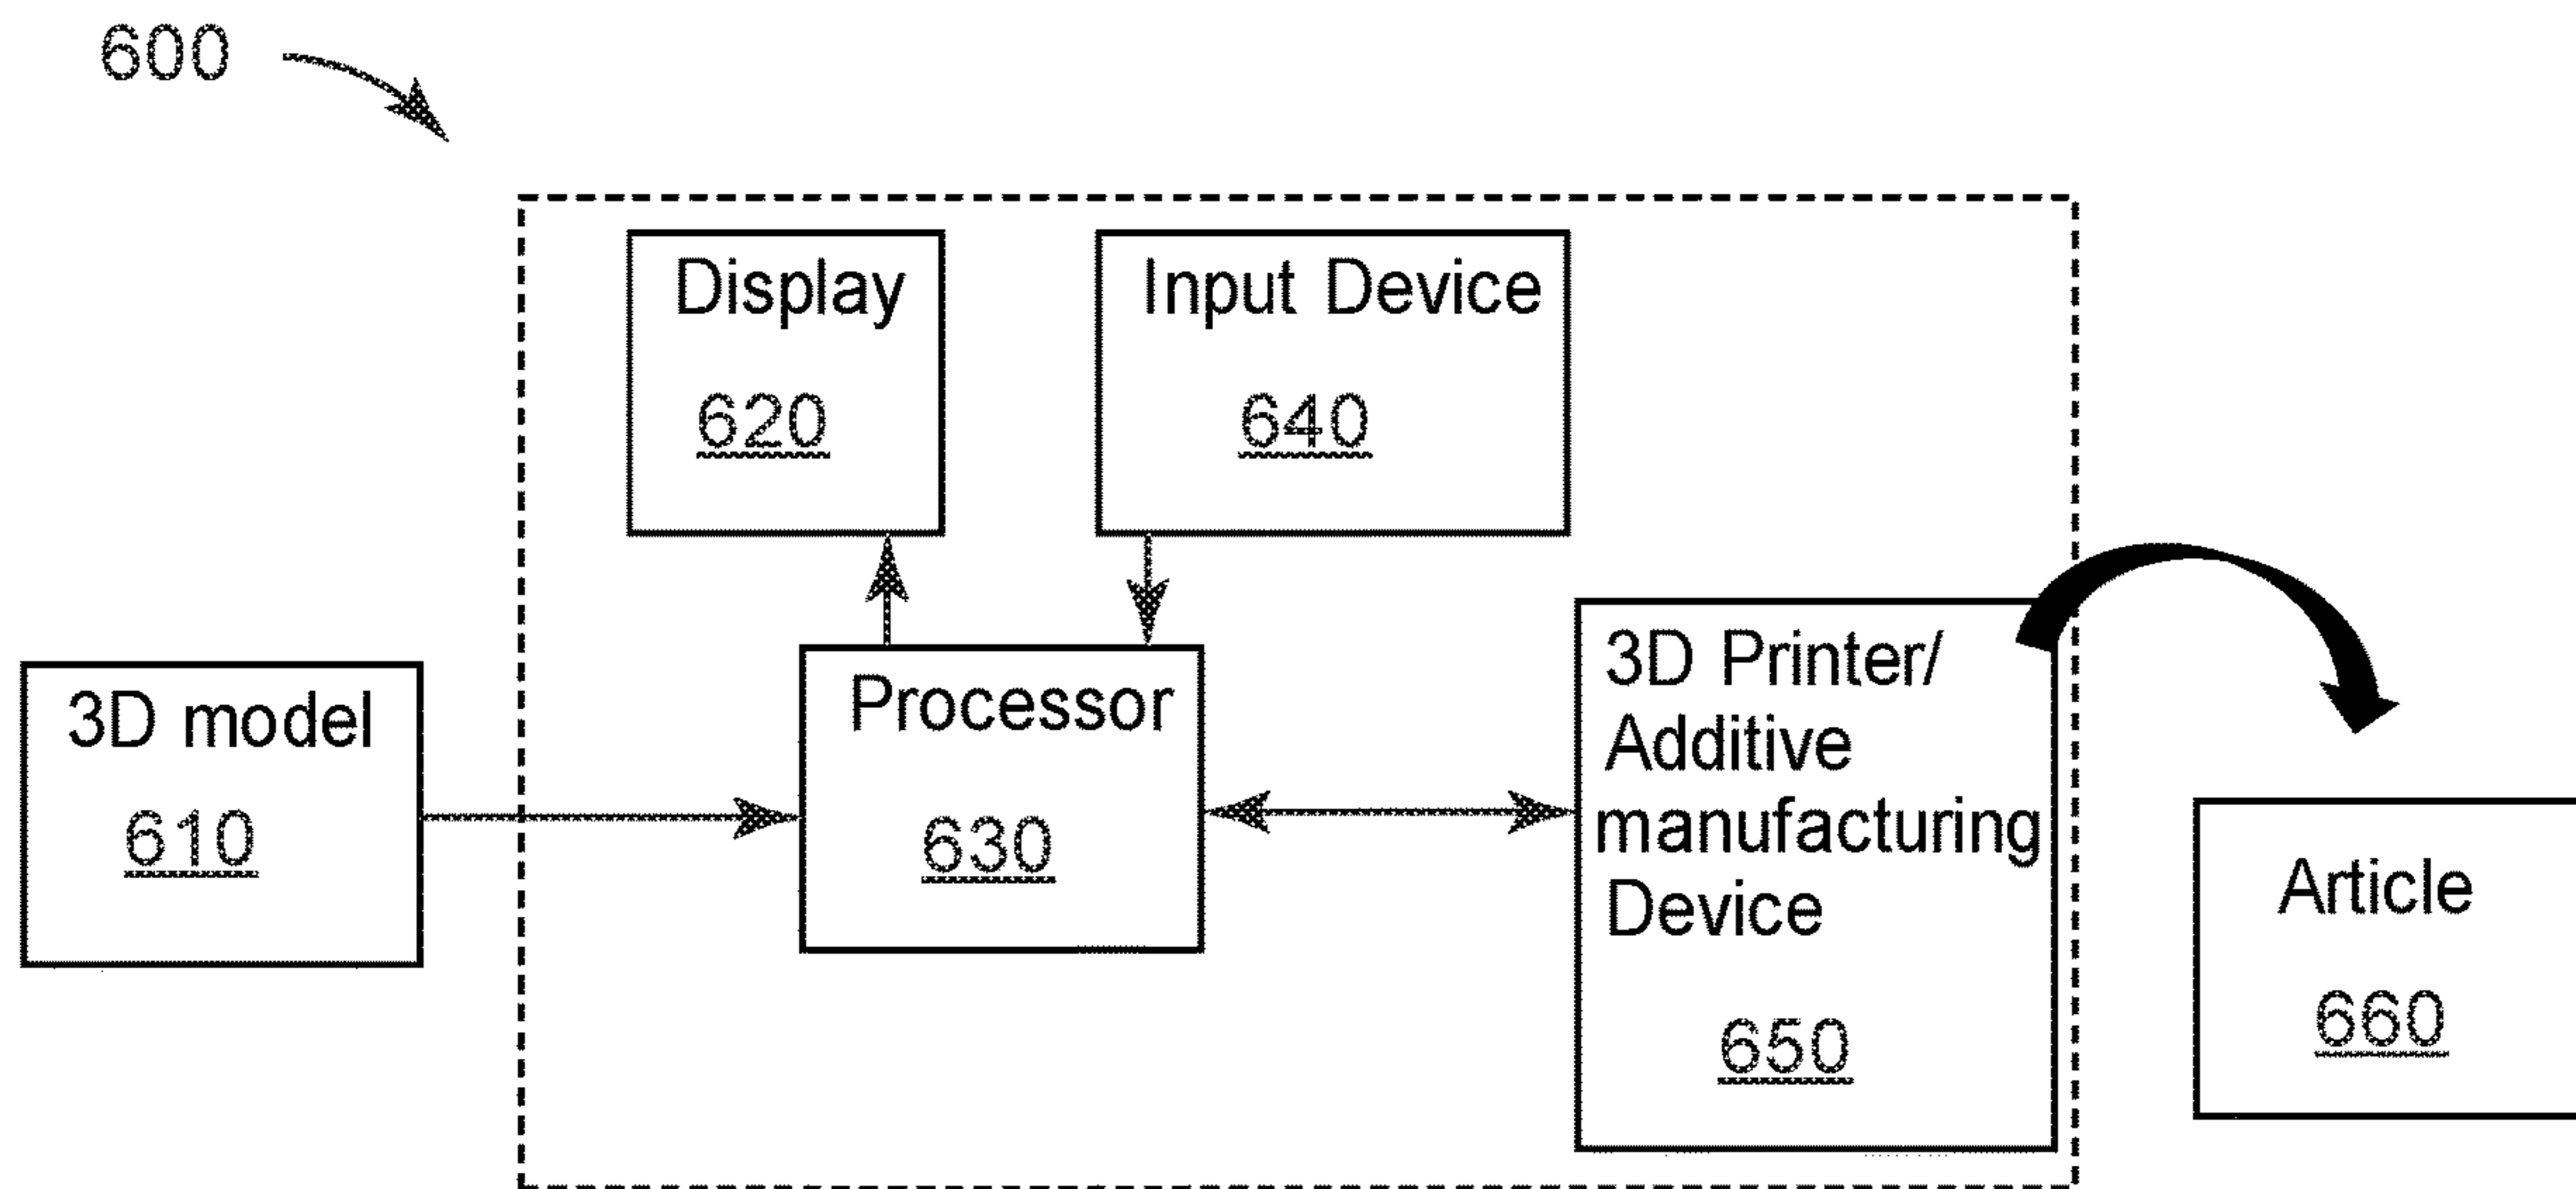 600
Display
620
Input Device
640
3D model
610
Processor
630
3D Printer/
Additive
manufacturing
Device
650
Article
660